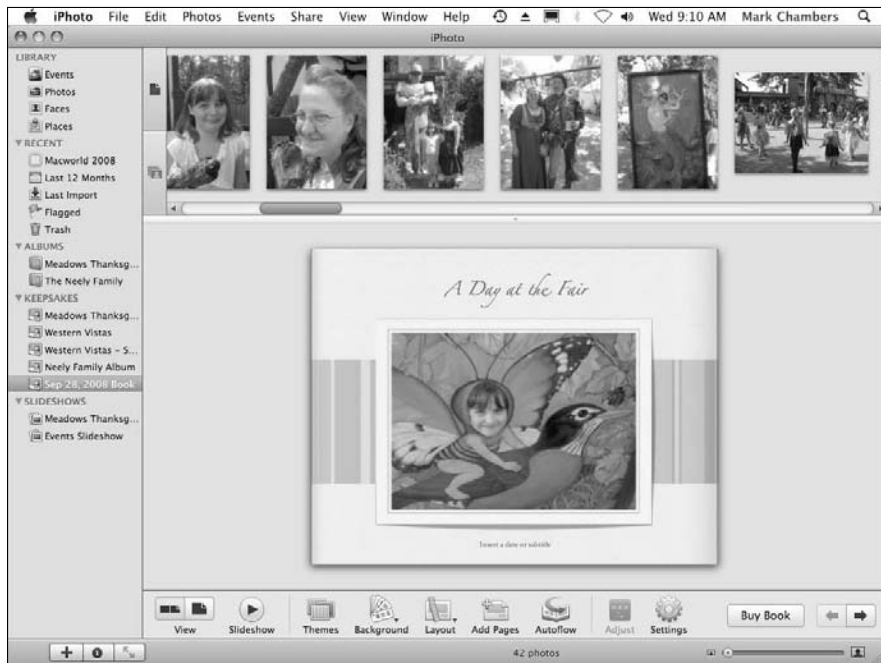 iPhoto File Edit Photos Events Share View Window Help Wed 9:10 AM Mark Chambers
iPhoto
LIBRARY
Events
Photos
Faces
Places
RECENT
Macworld 2008
Last 12 Months
Last Import
Flagged
Trash
ALBUMS
Meadows Thanksg...
The Neely Family
KEEPSAKES
Meadows Thanksg...
Western Vistas
Western Vistas – S...
Neely Family Album
Sep 28, 2008 Book
SLIDESHOWS
Meadows Thanksg...
Events Slideshow
A Day at the Fair
Insert a date or subtitle
View Slideshow Themes Background Layout Add Pages Autoflow Adjust Settings Buy Book
42 photos